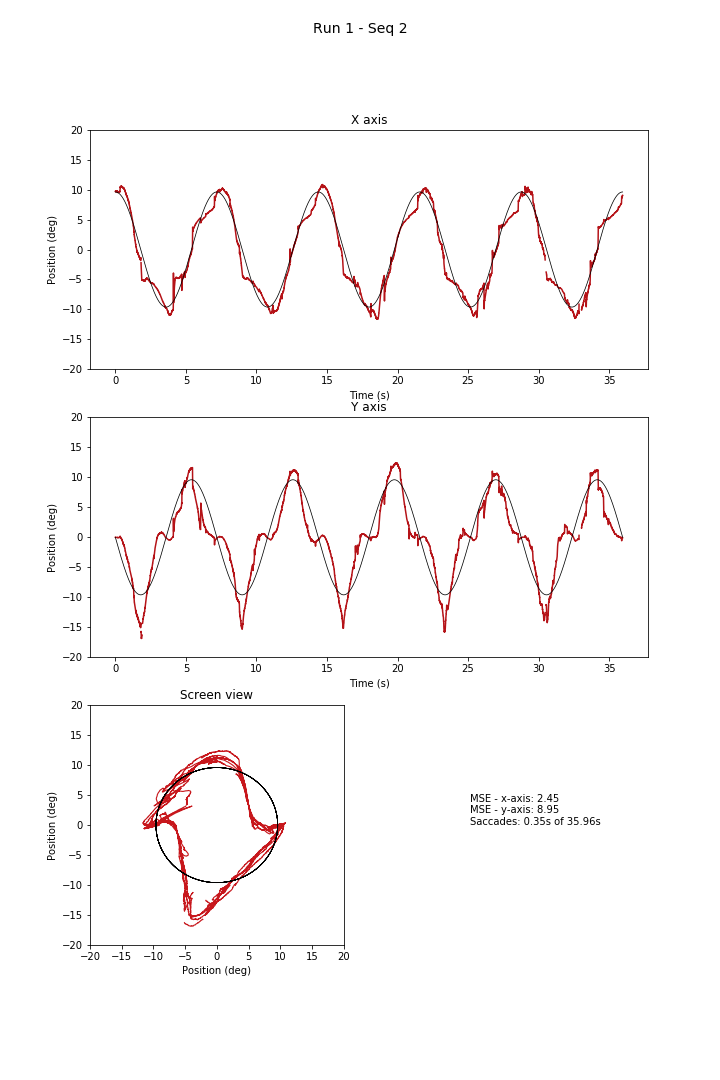 Run 1 - Seq 2
X axis
20
15
10
5
0
−5
−10
−15
−20
Position (deg)
0 5 10 15 20 25 30 35
Time (s)
Y axis
20
15
10
5
0
−5
−10
−15
−20
Position (deg)
0 5 10 15 20 25 30 35
Time (s)
Screen view
20
15
10
5
0
−5
−10
−15
−20
Position (deg)
−20 −15 −10 −5 0 5 10 15 20
Position (deg)
MSE - x-axis: 2.45
MSE - y-axis: 8.95
Saccades: 0.35s of 35.96s